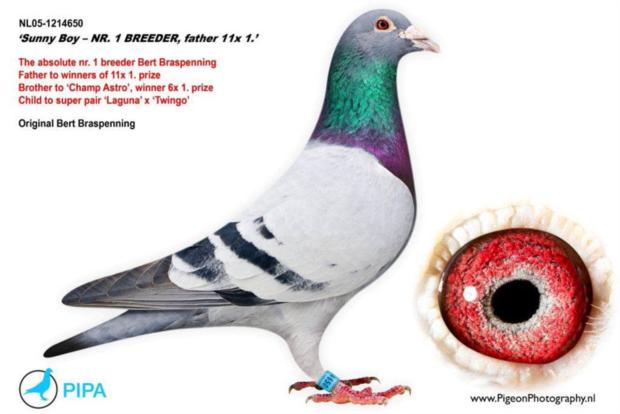 NL05-1214650
‘Sunny Boy – NR. 1 BREEDER, father 11x 1.’
The absolute nr. 1 breeder Bert Braspenning
Father to winners of 11x 1. prize
Brother to ‘Champ Astro’, winner 6x 1. prize
Child to super pair ‘Laguna’ x ‘Twingo’
Original Bert Braspenning
PIPA
www.PigeonPhotography.nl